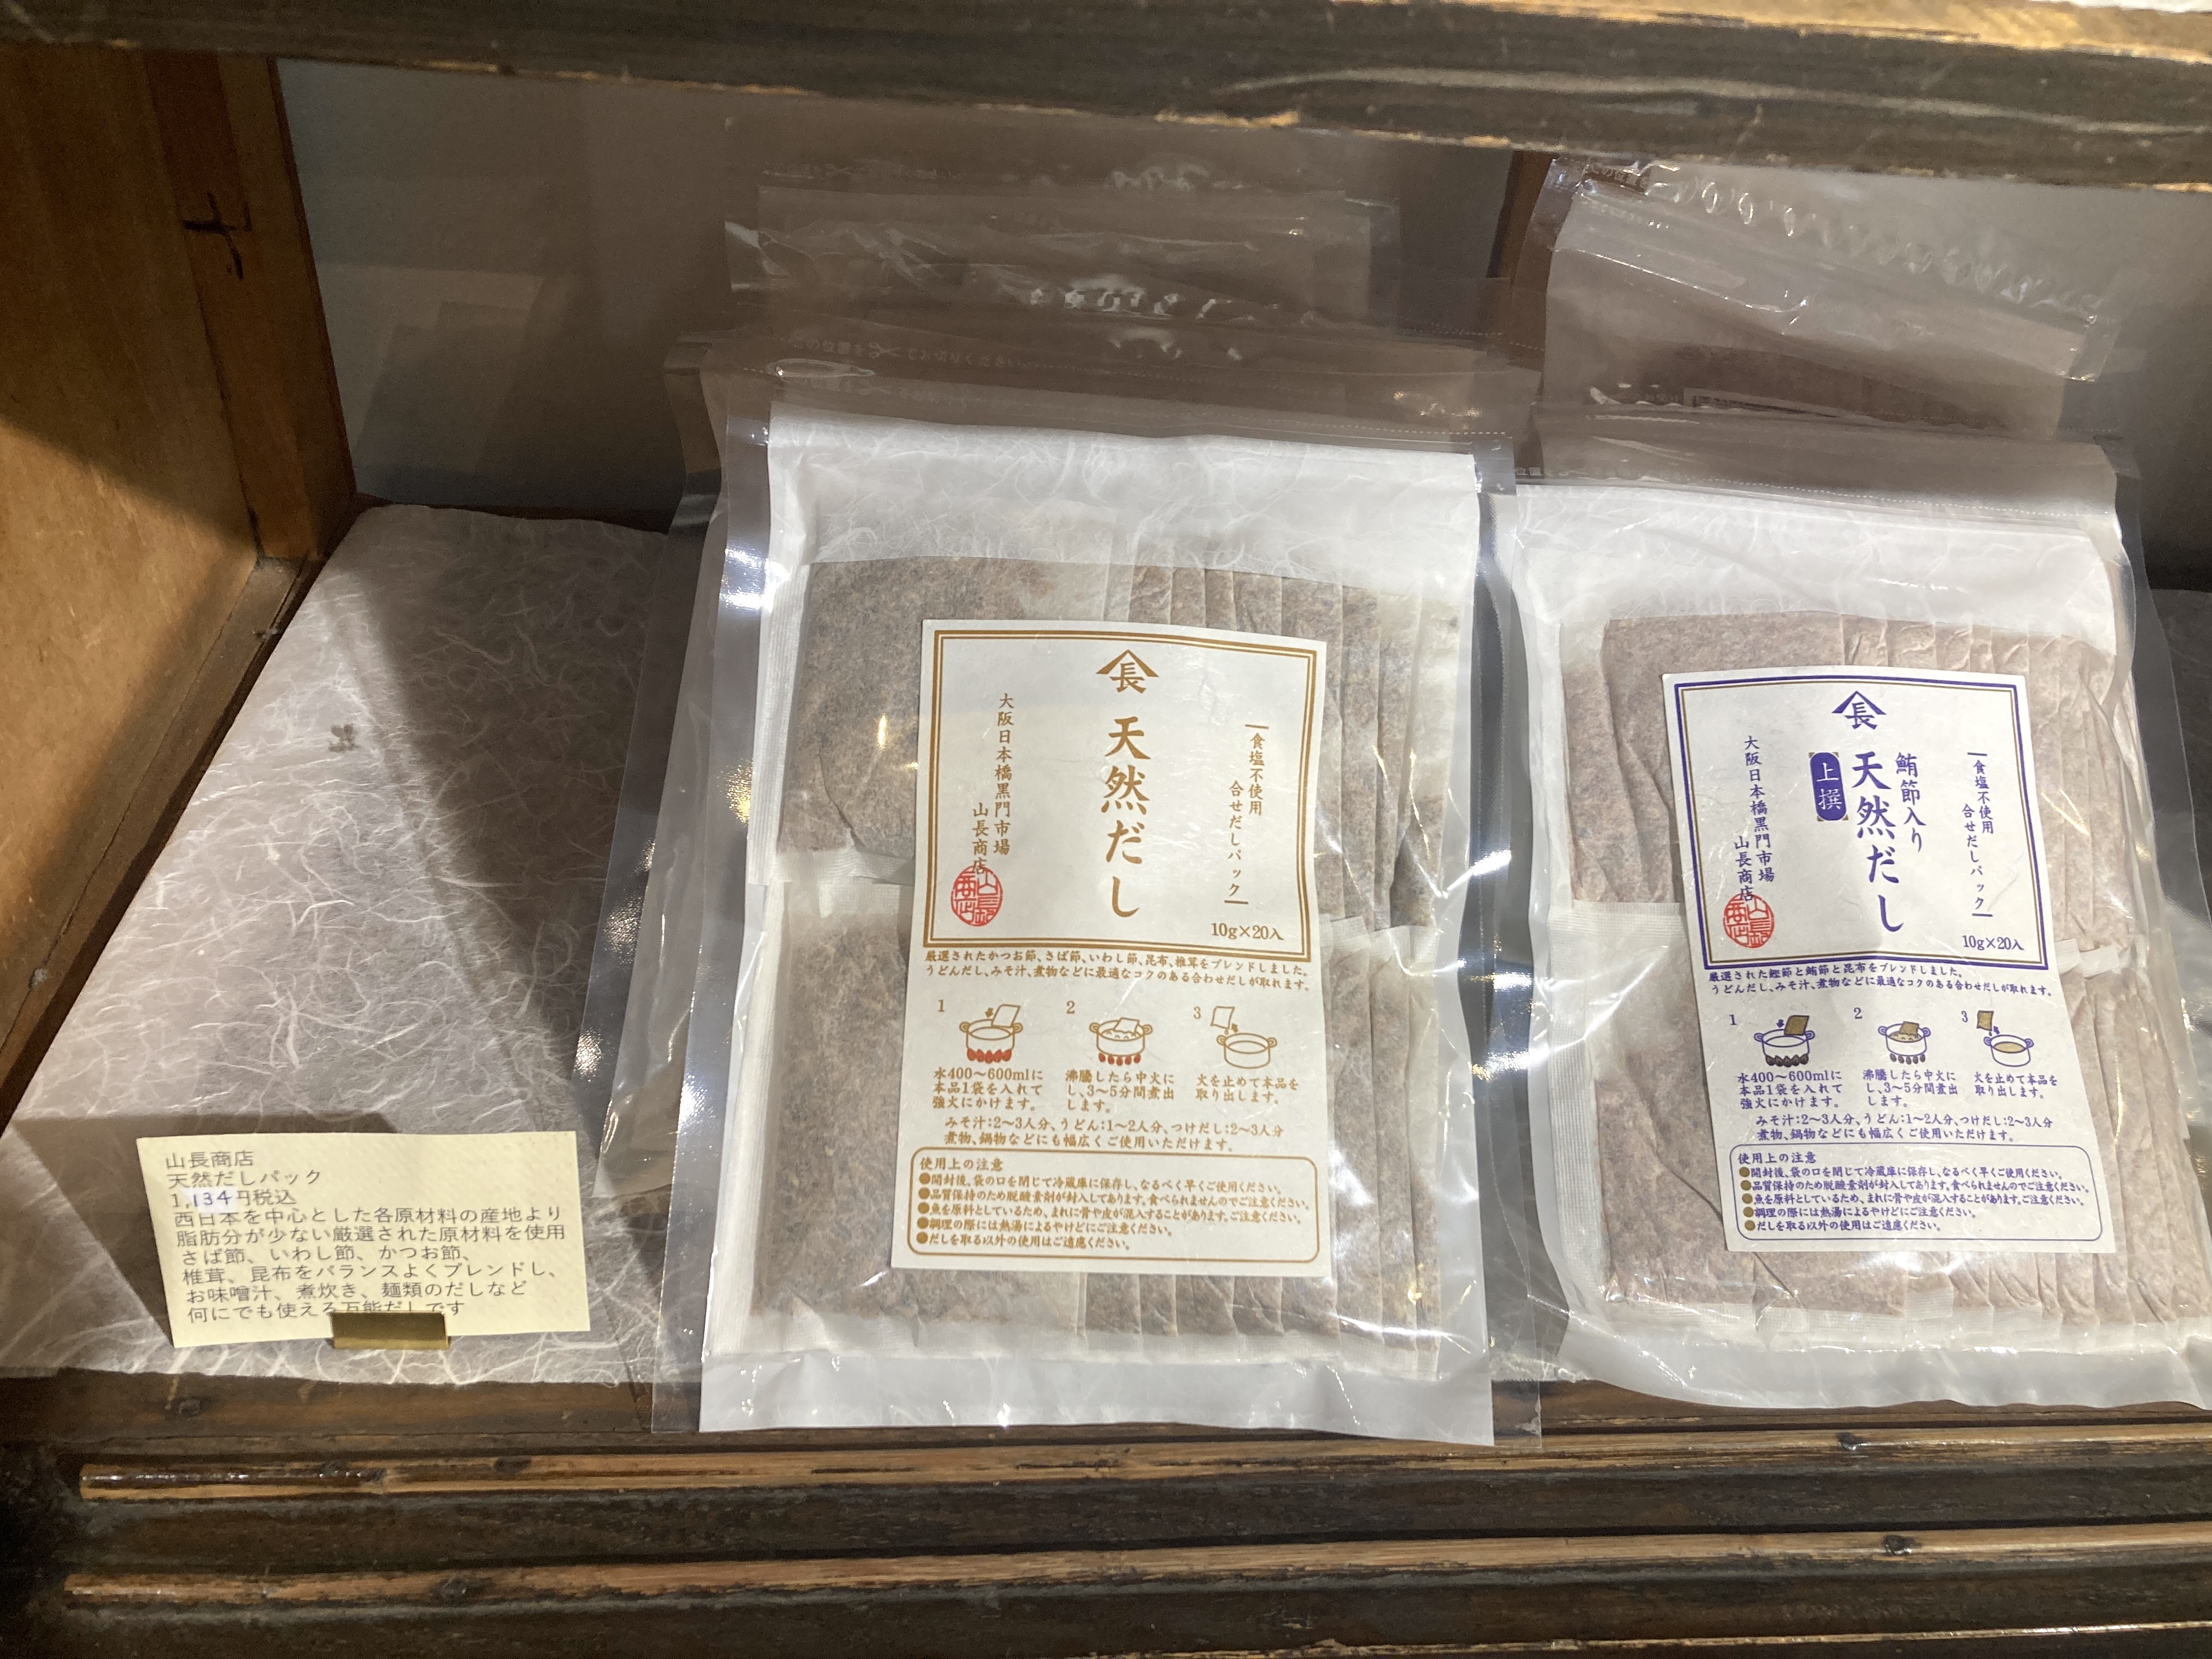 山長商店
天然だしパック
1,134円税込
西日本を中心とした各原材料の産地より
脂肪分が少ない厳選された原材料を使用
さば節、いわし節、かつお節、
椎茸、昆布をバランスよくブレンドし、
お味噌汁、煮炊き、麺類のだしなど
何にでも使える万能だしです
長
食塩不使用
合せだしパック
天然だし
大阪日本橋黒門市場
山長商店
山長商店
10g×20入
厳選されたかつお節、さば節、いわし節、昆布、椎茸をブレンドしました。
うどんだし、みそ汁、煮物などに最適なコクのある合わせだしが取れます。
1
水400〜600mlに
本品1袋を入れて
強火にかけます。
2
沸騰したら中火に
し、3〜5分間煮出
します。
3
火を止めて本品を
取り出します。
みそ汁:2〜3人分、うどん:1〜2人分、つけだし:2〜3人分
煮物、鍋物などにも幅広くご使用いただけます。
使用上の注意
●開封後、袋の口を閉じて冷蔵庫に保存し、なるべく早くご使用ください。
●品質保持のため脱酸素剤が封入してあります。食べられませんのでご注意ください。
●魚を原料としているため、まれに骨や皮が混入することがあります。ご注意ください。
●調理の際には熱湯によるやけどにご注意ください。
●だしを取る以外の使用はご遠慮ください。
長
食塩不使用
合せだしパック
鮪節入り
天然だし
上撰
大阪日本橋黒門市場
山長商店
山長商店
10g×20入
厳選された鰹節と鮪節と昆布をブレンドしました。
うどんだし、みそ汁、煮物などに最適なコクのある合わせだしが取れます。
1
水400〜600mlに
本品1袋を入れて
強火にかけます。
2
沸騰したら中火に
し、3〜5分間煮出
します。
3
火を止めて本品を
取り出します。
みそ汁:2〜3人分、うどん:1〜2人分、つけだし:2〜3人分
煮物、鍋物などにも幅広くご使用いただけます。
使用上の注意
●開封後、袋の口を閉じて冷蔵庫に保存し、なるべく早くご使用ください。
●品質保持のため脱酸素剤が封入してあります。食べられませんのでご注意ください。
●魚を原料としているため、まれに骨や皮が混入することがあります。ご注意ください。
●調理の際には熱湯によるやけどにご注意ください。
●だしを取る以外の使用はご遠慮ください。